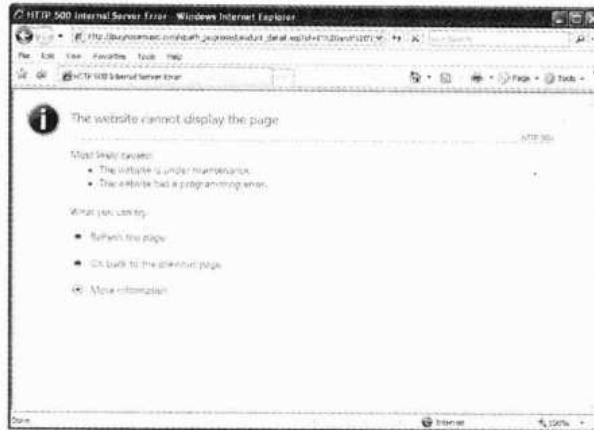 HTTP 500 Internal Server Error - Windows Internet Explorer
File Edit View Favorites Tools Help
HTTP 500 Internal Server Error
Page Tools
The website cannot display the page
HTTP 500
Most likely causes:
The website is under maintenance.
The website has a programming error.
What you can try:
Refresh the page.
Go back to the previous page.
More information
Done
Internet
100%